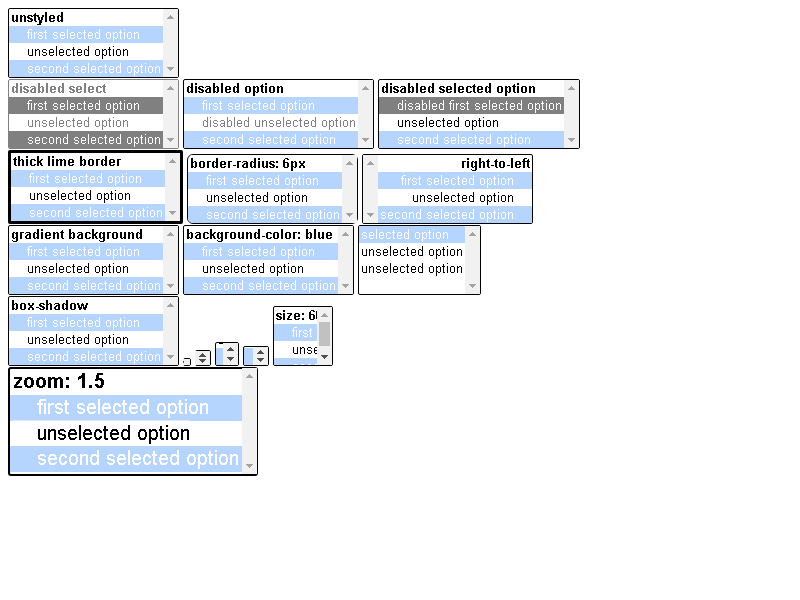 unstyled
first selected option
unselected option
second selected option
disabled select
first selected option
unselected option
second selected option
disabled option
first selected option
disabled unselected option
second selected option
disabled selected option
disabled first selected option
unselected option
second selected option
thick lime border
first selected option
unselected option
second selected option
border-radius: 6px
first selected option
unselected option
second selected option
right-to-left
first selected option
unselected option
second selected option
gradient background
first selected option
unselected option
second selected option
background-color: blue
first selected option
unselected option
second selected option
selected option
unselected option
unselected option
box-shadow
first selected option
unselected option
second selected option
size: 6
first
unse
zoom: 1.5
first selected option
unselected option
second selected option